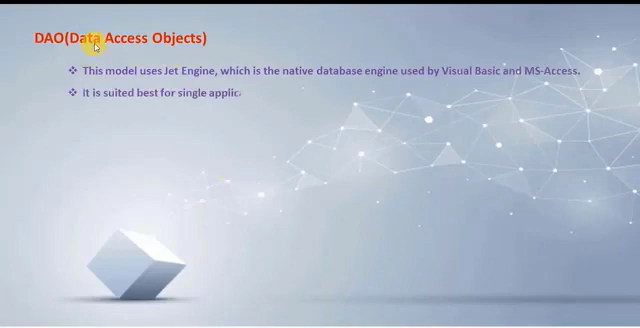 DAO(Data Access Objects)
❖ This model uses Jet Engine, which is the native database engine used by Visual Basic and MS-Access.
❖ It is suited best for single applic